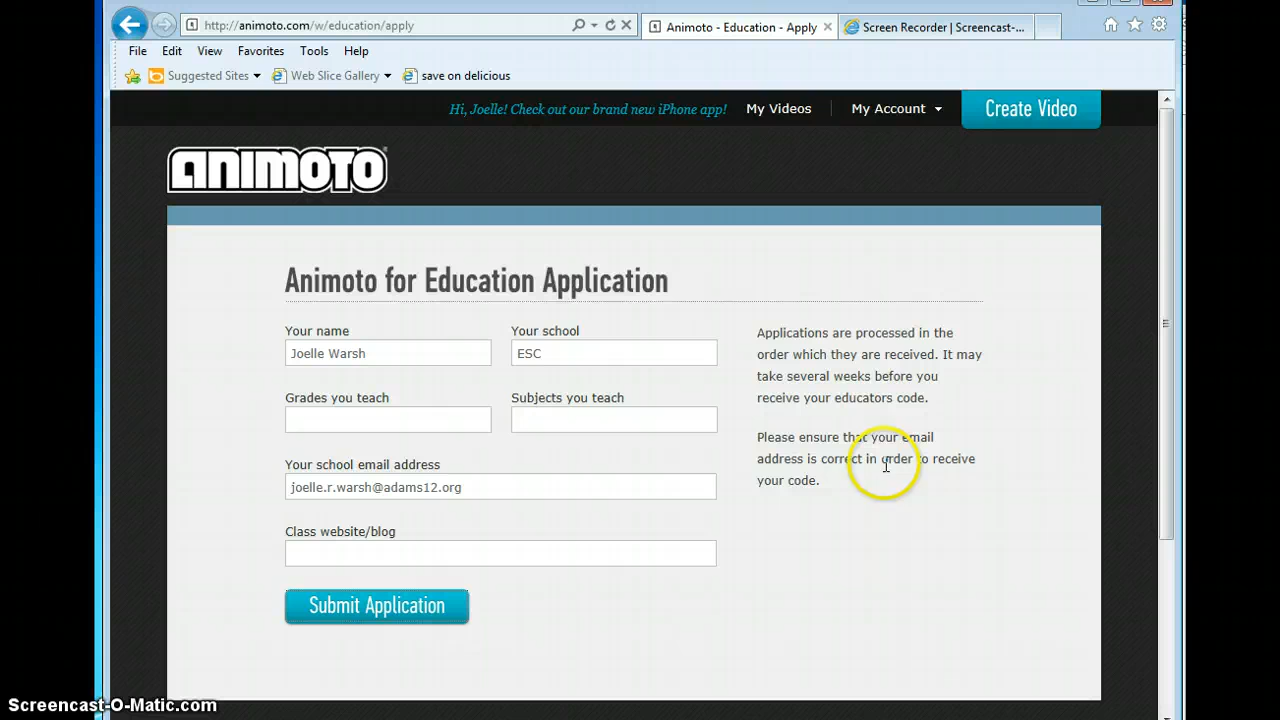 http://animoto.com/w/education/apply
Animoto - Education - Apply
Screen Recorder | Screencast-...
File Edit View Favorites Tools Help
Suggested Sites Web Slice Gallery save on delicious
Hi, Joelle! Check out our brand new iPhone app! My Videos My Account Create Video
ANIMOTO
Animoto for Education Application
Your name Your school
Joelle Warsh ESC
Grades you teach Subjects you teach
Your school email address
joelle.r.warsh@adams12.org
Class website/blog
Submit Application
Applications are processed in the
order which they are received. It may
take several weeks before you
receive your educators code.
Please ensure that your email
address is correct in order to receive
your code.
Screencast-O-Matic.com